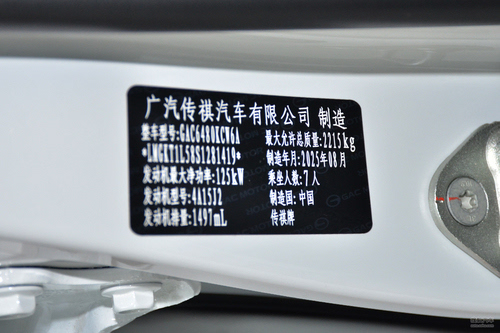 广汽传祺汽车有限公司 制造
整车型号:GAC6480KCW6A
最大允许总质量:2215kg
*LMGKT1L58S1281419*
制造年月:2025年08月
发动机最大净功率:125kW
乘坐人数:7人
发动机型号:4A15J2
制造国:中国
发动机排量:1497mL
传祺牌